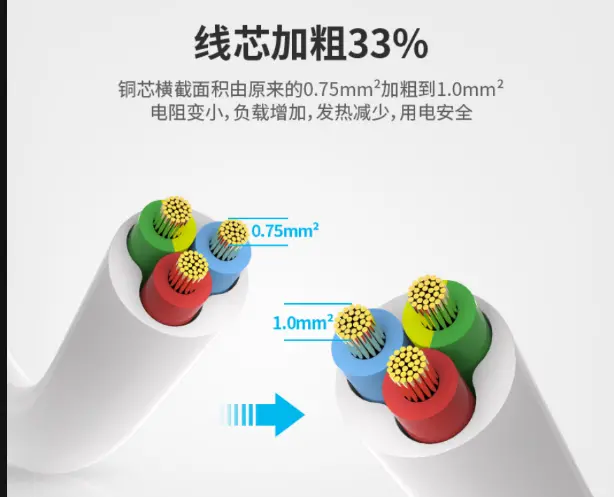 线芯加粗33%
铜芯横截面积由原来的0.75mm²加粗到1.0mm²
电阻变小,负载增加,发热减少,用电安全
0.75mm²
1.0mm²